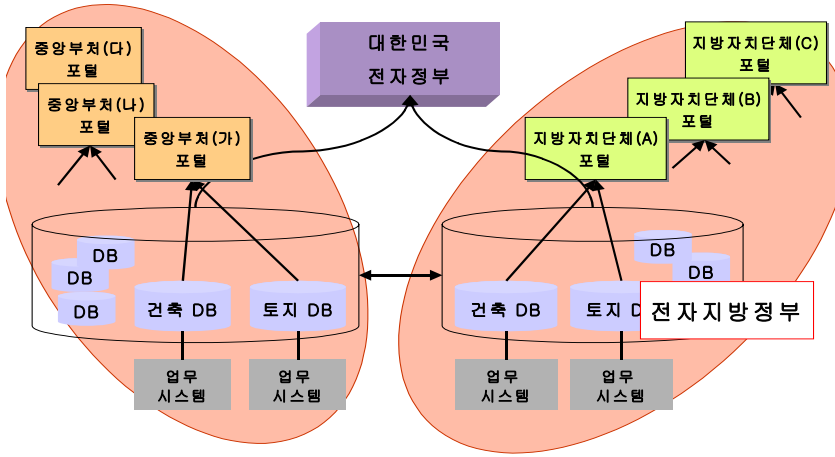 중앙부처(다)
포털
중앙부처(나)
포털
중앙부처(가)
포털
대한민국
전자정부
지방자치단체(C)
포털
지방자치단체(B)
포털
지방자치단체(A)
포털
DB
DB
DB
건축 DB
토지 DB
업무
시스템
업무
시스템
DB
DB
건축 DB
토지 D
전자지방정부
업무
시스템
업무
시스템